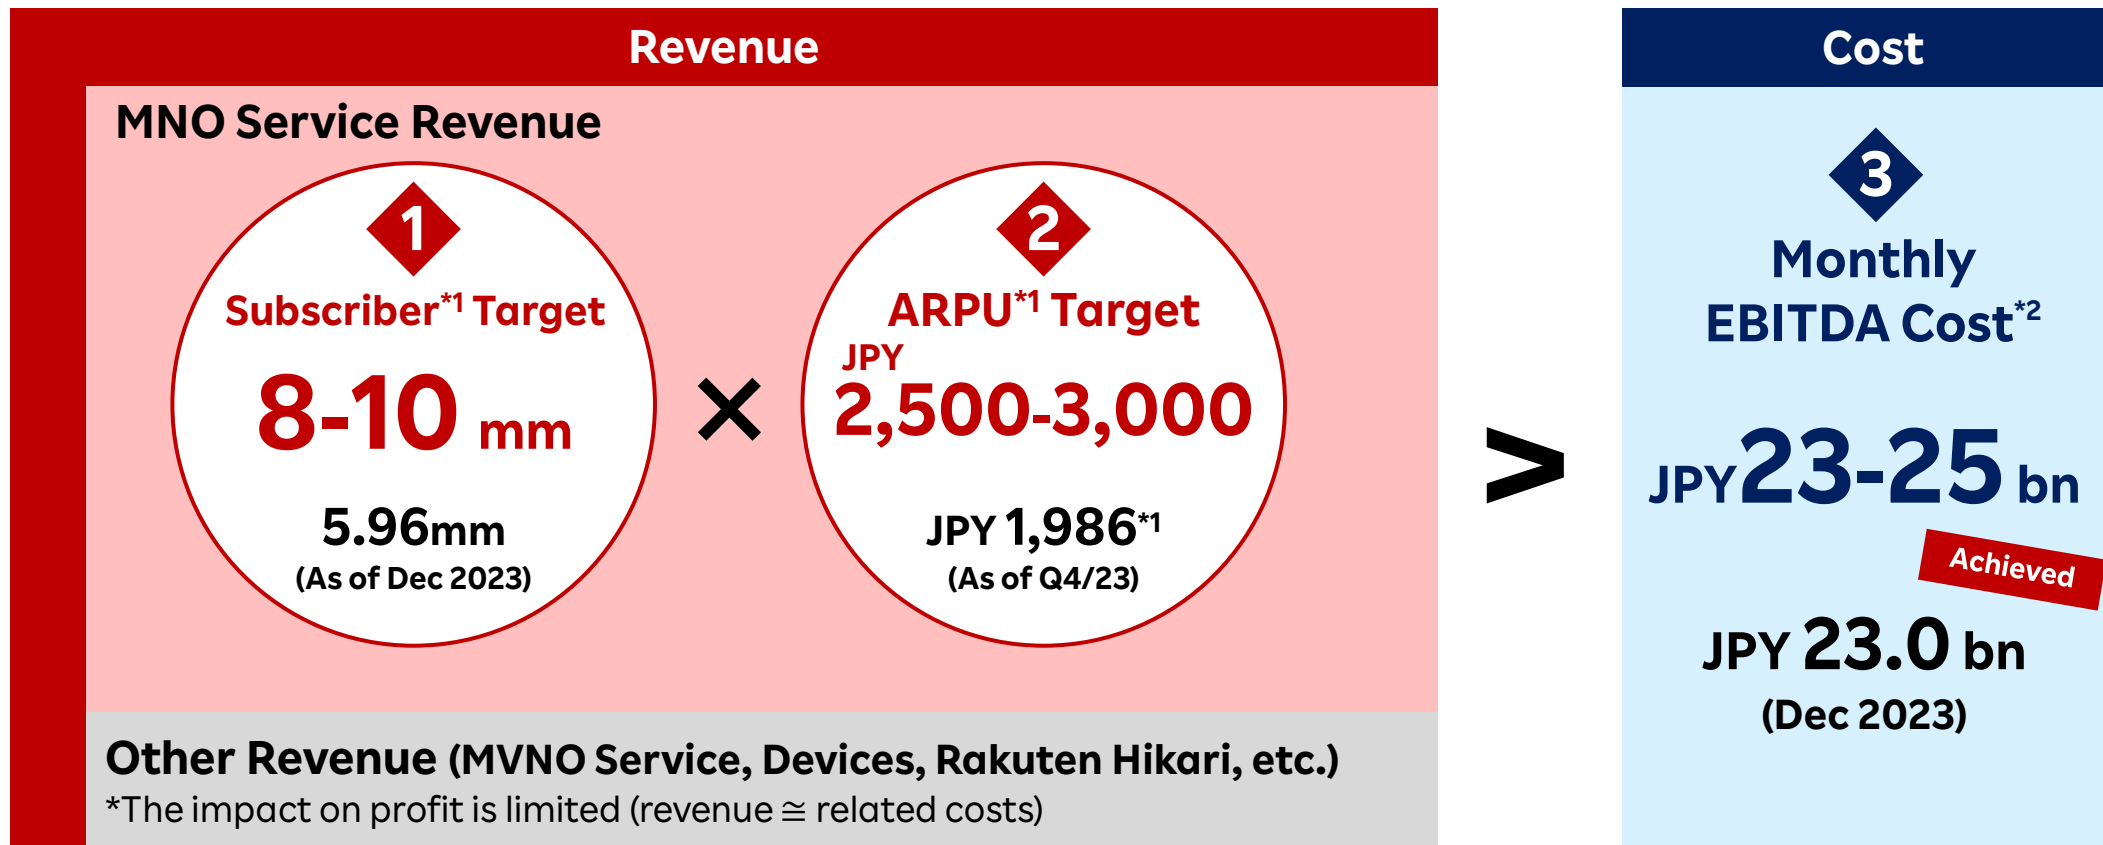 Revenue
MNO Service Revenue
1
Subscriber*1 Target
8-10 mm
5.96mm
(As of Dec 2023)
×
2
ARPU*1 Target
JPY
2,500-3,000
JPY 1,986*1
(As of Q4/23)
Other Revenue (MVNO Service, Devices, Rakuten Hikari, etc.)
*The impact on profit is limited (revenue ≅ related costs)
>
Cost
3
Monthly
EBITDA Cost*2
JPY23-25 bn
Achieved
JPY 23.0 bn
(Dec 2023)